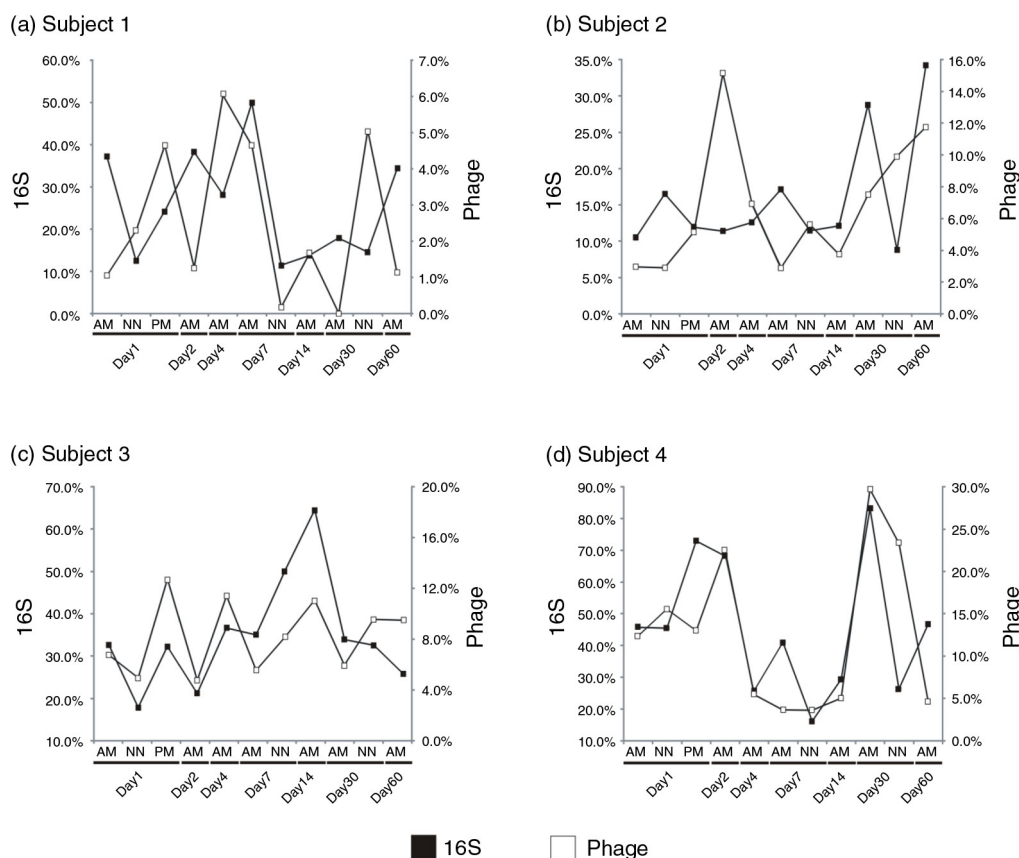 (a) Subject 1
60.0%
50.0%
40.0%
30.0%
20.0%
10.0%
0.0%
16S
7.0%
6.0%
5.0%
4.0%
3.0%
2.0%
1.0%
0.0%
Phage
AM NN PM AM AM AM NN AM AM NN AM
Day1 Day2 Day4 Day7 Day14 Day30 Day60
(b) Subject 2
35.0%
30.0%
25.0%
20.0%
15.0%
10.0%
5.0%
0.0%
16S
16.0%
14.0%
12.0%
10.0%
8.0%
6.0%
4.0%
2.0%
0.0%
Phage
AM NN PM AM AM AM NN AM AM NN AM
Day1 Day2 Day4 Day7 Day14 Day30 Day60
(c) Subject 3
70.0%
60.0%
50.0%
40.0%
30.0%
20.0%
10.0%
16S
20.0%
16.0%
12.0%
8.0%
4.0%
0.0%
Phage
AM NN PM AM AM AM NN AM AM NN AM
Day1 Day2 Day4 Day7 Day14 Day30 Day60
(d) Subject 4
90.0%
80.0%
70.0%
60.0%
50.0%
40.0%
30.0%
20.0%
10.0%
16S
30.0%
25.0%
20.0%
15.0%
10.0%
5.0%
0.0%
Phage
AM NN PM AM AM AM NN AM AM NN AM
Day1 Day2 Day4 Day7 Day14 Day30 Day60
16S Phage